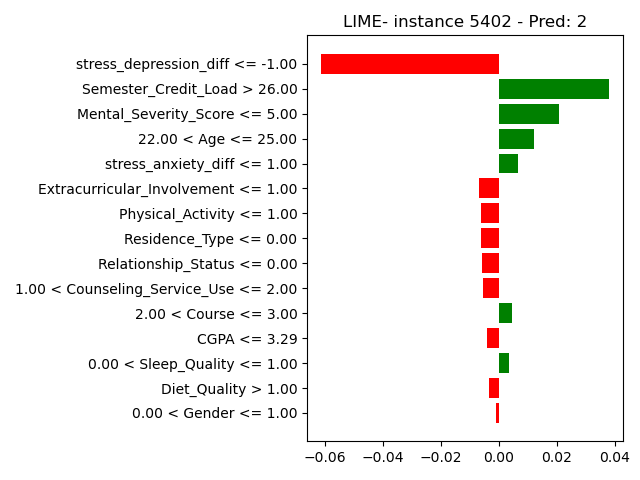 LIME- instance 5402 - Pred: 2
stress_depression_diff <= -1.00
Semester_Credit_Load > 26.00
Mental_Severity_Score <= 5.00
22.00 < Age <= 25.00
stress_anxiety_diff <= 1.00
Extracurricular_Involvement <= 1.00
Physical_Activity <= 1.00
Residence_Type <= 0.00
Relationship_Status <= 0.00
1.00 < Counseling_Service_Use <= 2.00
2.00 < Course <= 3.00
CGPA <= 3.29
0.00 < Sleep_Quality <= 1.00
Diet_Quality > 1.00
0.00 < Gender <= 1.00
−0.06 −0.04 −0.02 0.00 0.02 0.04